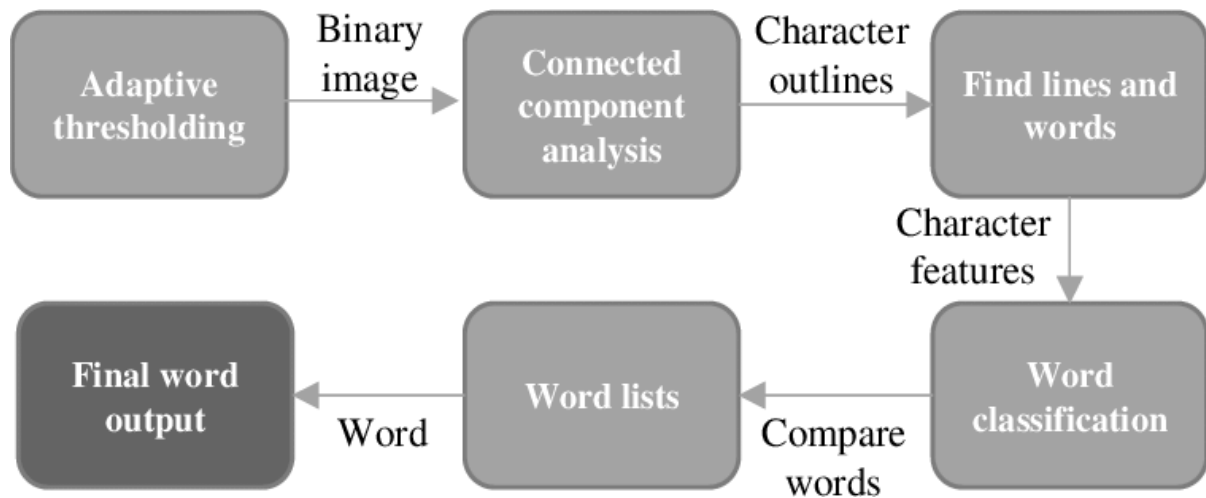 Adaptive
thresholding
Binary
image
Connected
component
analysis
Character
outlines
Find lines and
words
Character
features
Word
classification
Compare
words
Word lists
Word
Final word
output